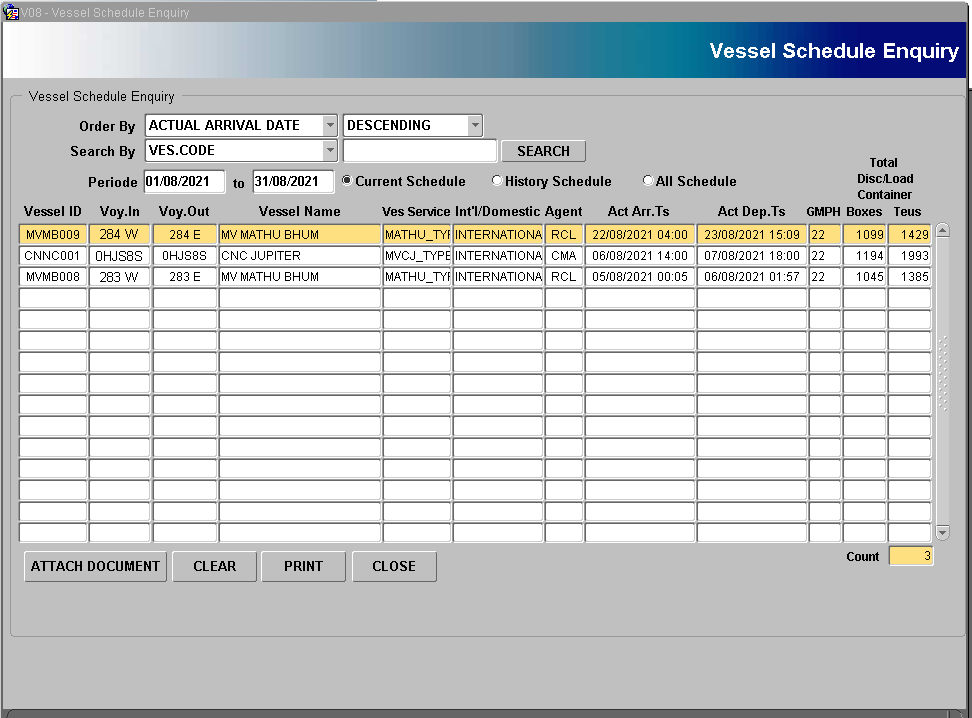 V08 - Vessel Schedule Enquiry
Vessel Schedule Enquiry
Vessel Schedule Enquiry
Order By ACTUAL ARRIVAL DATE DESCENDING
Search By VES.CODE SEARCH
Periode 01/08/2021 to 31/08/2021 Current Schedule History Schedule All Schedule
Total
Disc/Load
Container
Vessel ID Voy.In Voy.Out Vessel Name Ves Service Int'l/Domestic Agent Act Arr.Ts Act Dep.Ts GMPH Boxes Teus
MVMB009 284 W 284 E MV MATHU BHUM MATHU_TYP INTERNATIONA RCL 22/08/2021 04:00 23/08/2021 15:09 22 1099 1429
CNNC001 0HJS8S 0HJS8S CNC JUPITER MVCJ_TYPE INTERNATIONA CMA 06/08/2021 14:00 07/08/2021 18:00 22 1194 1993
MVMB008 283 W 283 E MV MATHU BHUM MATHU_TYP INTERNATIONA RCL 05/08/2021 00:05 06/08/2021 01:57 22 1045 1385
ATTACH DOCUMENT CLEAR PRINT CLOSE Count 3